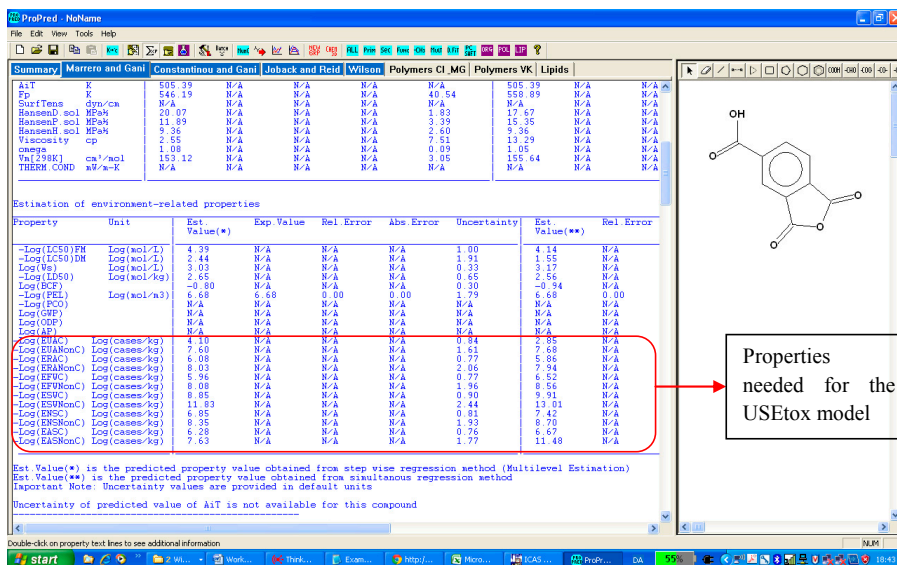 ProPred - NoName
File Edit View Tools Help
Summary Marrero and Gani Constantinou and Gani Joback and Reid Wilson Polymers CI_MG Polymers VK Lipids
AiT K 505.39 N/A N/A N/A N/A 505.39 N/A N/A
Fp K 546.19 N/A N/A N/A 40.54 558.89 N/A N/A
SurfTens dyn/cm N/A N/A N/A N/A N/A N/A N/A N/A
HansenD.sol MPa½ 20.07 N/A N/A N/A 1.83 17.67 N/A N/A
HansenP.sol MPa½ 11.89 N/A N/A N/A 3.39 15.35 N/A N/A
HansenH.sol MPa½ 9.36 N/A N/A N/A 2.60 9.36 N/A N/A
Viscosity cp 2.55 N/A N/A N/A 7.51 13.29 N/A N/A
omega 1.08 N/A N/A N/A 0.09 1.05 N/A N/A
Vm[298K] cm³/mol 153.12 N/A N/A N/A 3.05 155.64 N/A N/A
THERM.COND mW/m-K N/A N/A N/A N/A N/A N/A N/A N/A
Estimation of environment-related properties
Property Unit Est. Exp.Value Rel.Error Abs.Error Uncertainty Est. Rel.Error
Value(*) Value(**)
-Log(LC50)FM Log(mol/L) 4.39 N/A N/A N/A 1.00 4.14 N/A
-Log(LC50)DM Log(mol/L) 2.44 N/A N/A N/A 1.91 1.55 N/A
Log(Ws) Log(mol/L) 3.03 N/A N/A N/A 0.33 3.17 N/A
-Log(LD50) Log(mol/kg) 2.65 N/A N/A N/A 0.65 2.56 N/A
Log(BCF) -0.80 N/A N/A N/A 0.30 -0.94 N/A
-Log(PEL) Log(mol/m3) 6.68 6.68 0.00 0.00 1.79 6.68 0.00
-Log(PCO) N/A N/A N/A N/A N/A N/A N/A
Log(GWP) N/A N/A N/A N/A N/A N/A N/A
Log(ODP) N/A N/A N/A N/A N/A N/A N/A
Log(AP) N/A N/A N/A N/A N/A N/A N/A
-Log(EUAC) Log(cases/kg) 4.10 N/A N/A N/A 0.84 2.85 N/A
-Log(EUANonC) Log(cases/kg) 7.60 N/A N/A N/A 1.61 7.68 N/A
-Log(ERAC) Log(cases/kg) 6.08 N/A N/A N/A 0.77 5.86 N/A
-Log(ERANonC) Log(cases/kg) 8.03 N/A N/A N/A 2.06 7.94 N/A
-Log(EFWC) Log(cases/kg) 5.96 N/A N/A N/A 0.77 6.52 N/A
-Log(EFWNonC) Log(cases/kg) 8.08 N/A N/A N/A 1.96 8.56 N/A
-Log(ESWC) Log(cases/kg) 8.85 N/A N/A N/A 0.90 9.91 N/A
-Log(ESWNonC) Log(cases/kg) 11.83 N/A N/A N/A 2.44 13.01 N/A
-Log(ENSC) Log(cases/kg) 6.85 N/A N/A N/A 0.81 7.42 N/A
-Log(ENSNonC) Log(cases/kg) 8.35 N/A N/A N/A 1.93 8.70 N/A
-Log(EASC) Log(cases/kg) 6.28 N/A N/A N/A 0.76 6.67 N/A
-Log(EASNonC) Log(cases/kg) 7.63 N/A N/A N/A 1.77 11.48 N/A
Est.Value(*) is the predicted property value obtained from step wise regression method (Multilevel Estimation)
Est.Value(**) is the predicted property value obtained from simultanous regression method
Important Note: Uncertainty values are provided in default units
Uncertainty of predicted value of AiT is not available for this compound
OH
O
O
O
O
Properties
needed for the
USEtox model
Double-click on property text lines to see additional information
NUM
start 2 Wi... Work... Think... Exam... http:/... Micro... ICAS ... ProPr... DA 55% 18:43